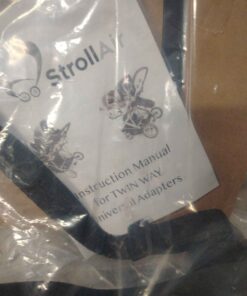 StrollAir
Instruction Manual
for TWIN WAY
Universal Adapters